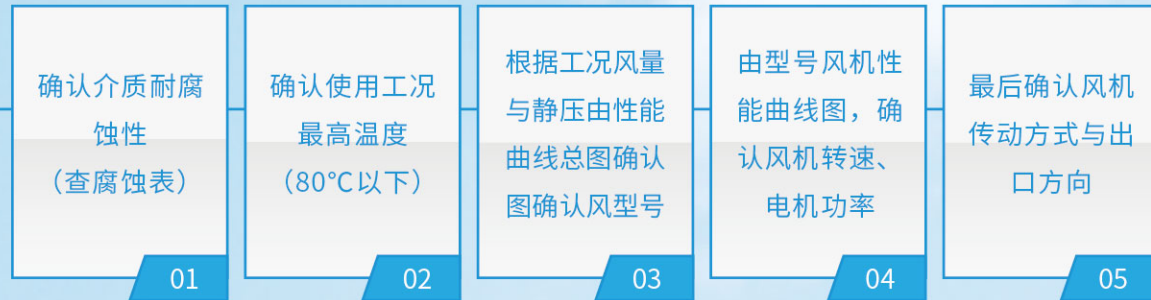 确认介质耐腐
蚀性
（查腐蚀表）
01
确认使用工况
最高温度
（80℃以下）
02
根据工况风量
与静压由性能
曲线总图确认
图确认风型号
03
由型号风机性
能曲线图，确
认风机转速、
电机功率
04
最后确认风机
传动方式与出
口方向
05